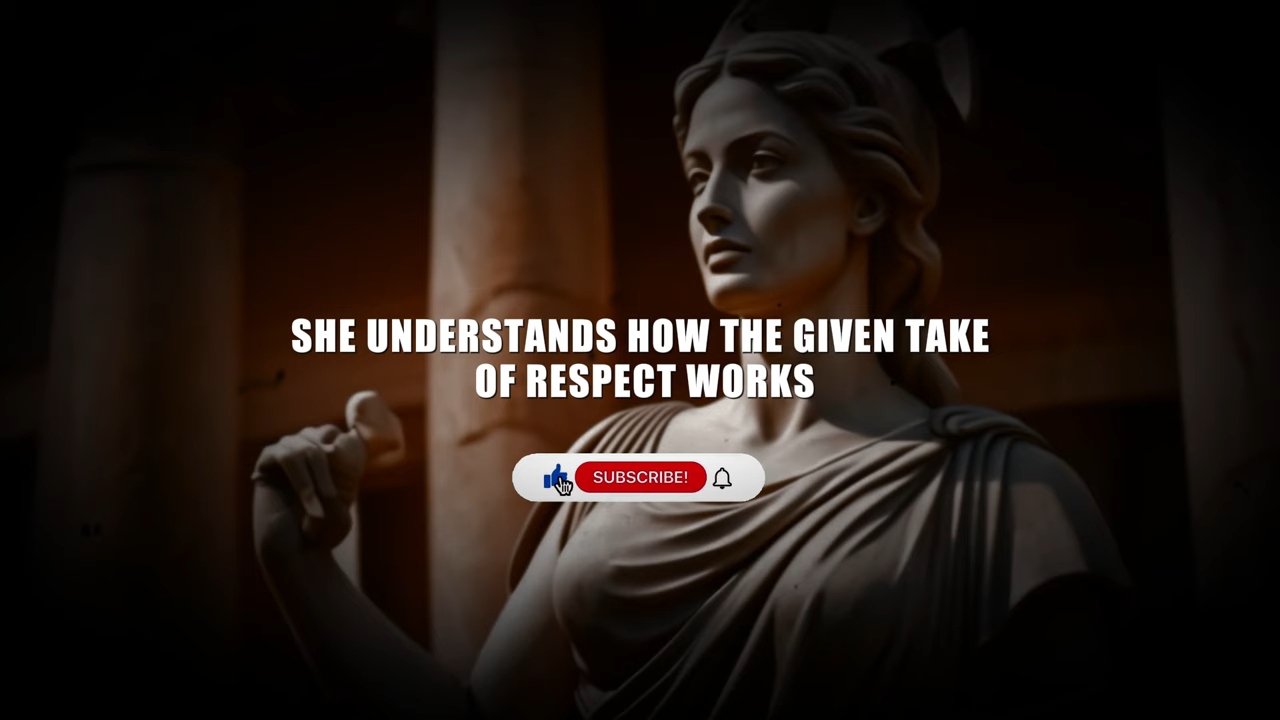 SHE UNDERSTANDS HOW THE GIVEN TAKE
OF RESPECT WORKS
SUBSCRIBE!